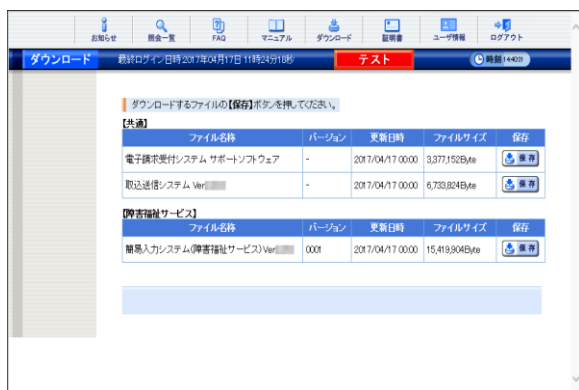 お知らせ 照会一覧 FAQ マニュアル ダウンロード 証明書 ユーザ情報 ログアウト
ダウンロード 最終ログイン日時:2017年04月17日 11時24分18秒 テスト 時刻
ダウンロードするファイルの【保存】ボタンを押してください。
【共通】
ファイル名称 バージョン 更新日時 ファイルサイズ 保存
電子請求受付システム サポートソフトウェア - 2017/04/17 00:00 3,377,152Byte 保存
取込送信システム Ver - 2017/04/17 00:00 6,733,824Byte 保存
【障害福祉サービス】
ファイル名称 バージョン 更新日時 ファイルサイズ 保存
簡易入力システム(障害福祉サービス)Ver 0001 2017/04/17 00:00 15,419,904Byte 保存